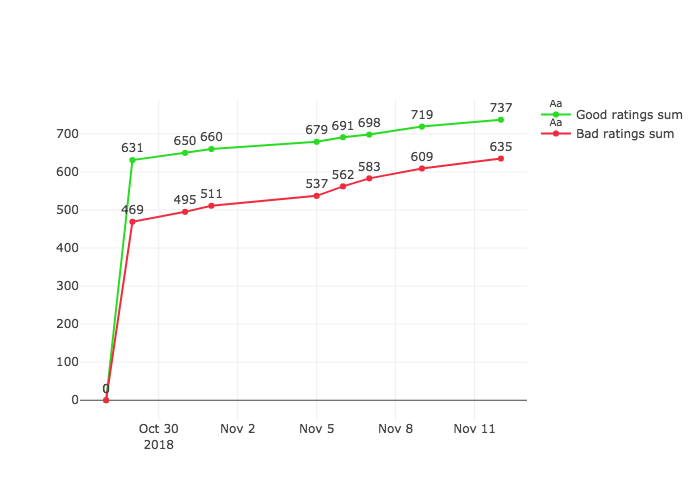 Aa
Good ratings sum
Aa
Bad ratings sum
737
719
698
691
679
660
650
631
635
609
583
562
537
511
495
469
0
700
600
500
400
300
200
100
0
Oct 30
2018
Nov 2
Nov 5
Nov 8
Nov 11